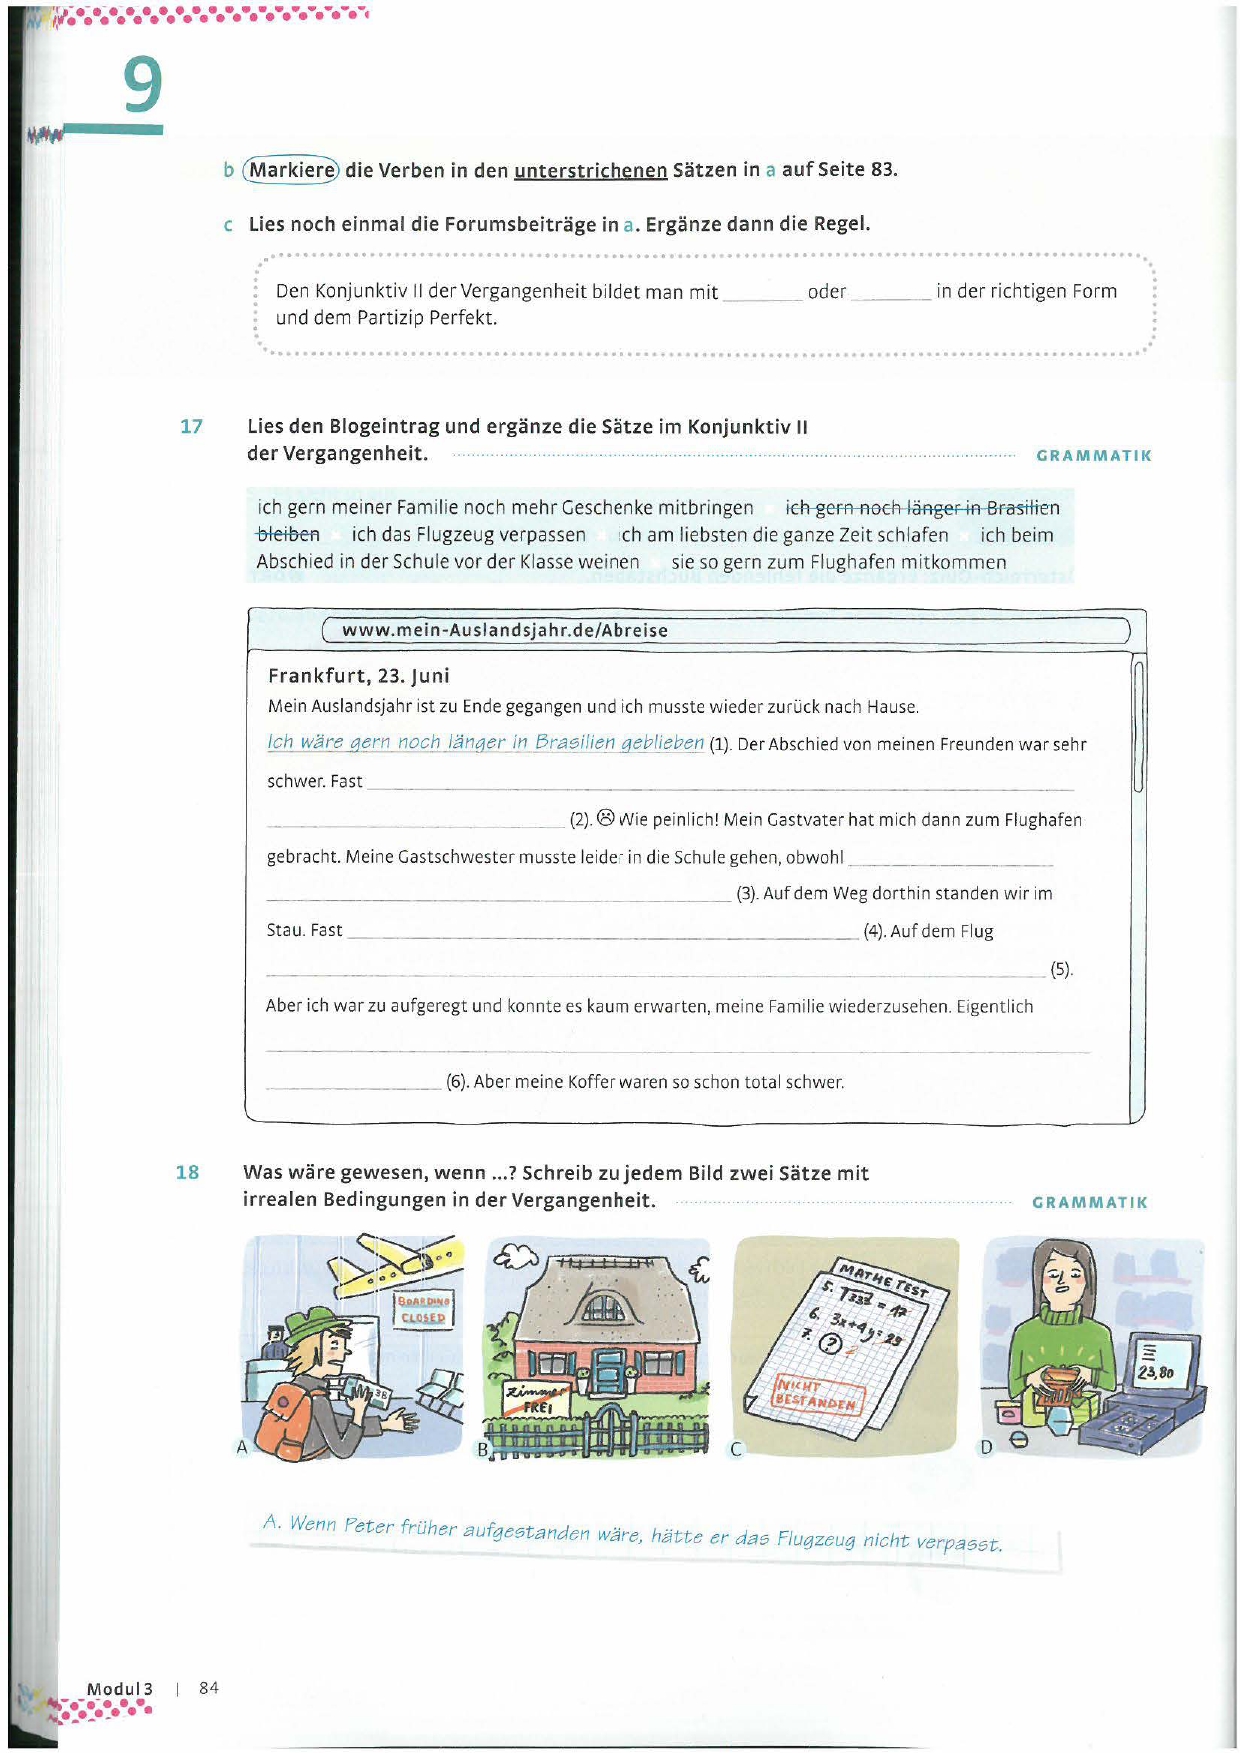 9
b Markiere die Verben in den unterstrichenen Sätzen in a auf Seite 83.
c Lies noch einmal die Forumsbeiträge in a. Ergänze dann die Regel.
Den Konjunktiv II der Vergangenheit bildet man mit ________ oder ________ in der richtigen Form
und dem Partizip Perfekt.
17 Lies den Blogeintrag und ergänze die Sätze im Konjunktiv II
der Vergangenheit. GRAMMATIK
ich gern meiner Familie noch mehr Geschenke mitbringen ich gern noch länger in Brasilien
bleiben ich das Flugzeug verpassen ich am liebsten die ganze Zeit schlafen ich beim
Abschied in der Schule vor der Klasse weinen sie so gern zum Flughafen mitkommen
www.mein-Auslandsjahr.de/Abreise
Frankfurt, 23. Juni
Mein Auslandsjahr ist zu Ende gegangen und ich musste wieder zurück nach Hause.
Ich wäre gern noch länger in Brasilien geblieben (1). Der Abschied von meinen Freunden war sehr
schwer. Fast ________
________ (2). ☹ Wie peinlich! Mein Gastvater hat mich dann zum Flughafen
gebracht. Meine Gastschwester musste leider in die Schule gehen, obwohl ________
________ (3). Auf dem Weg dorthin standen wir im
Stau. Fast ________ (4). Auf dem Flug
________ (5).
Aber ich war zu aufgeregt und konnte es kaum erwarten, meine Familie wiederzusehen. Eigentlich
________ (6). Aber meine Koffer waren so schon total schwer.
18 Was wäre gewesen, wenn ...? Schreib zu jedem Bild zwei Sätze mit
irrealen Bedingungen in der Vergangenheit. GRAMMATIK
BOARDING
CLOSED
38
A
Zimmer
FREI
B
MATHE TEST
5.
6. 3x+4y=29
7. ?
NICHT
BESTANDEN
C
23,80
D
A. Wenn Peter früher aufgestanden wäre, hätte er das Flugzeug nicht verpasst.
Modul 3 | 84